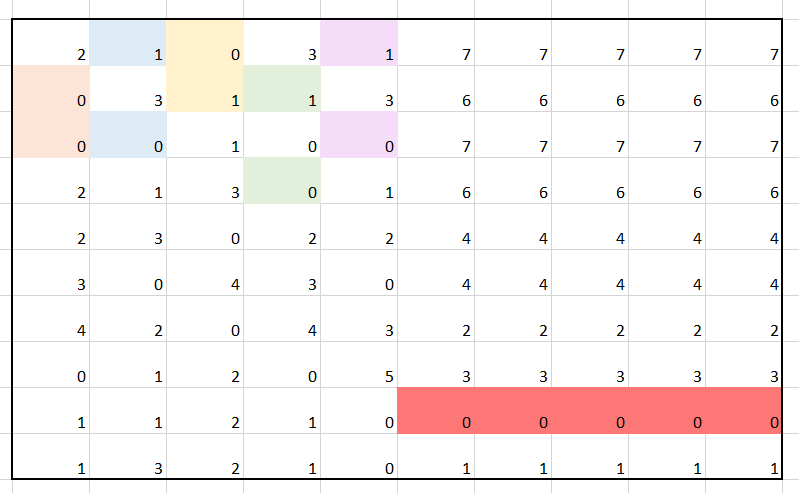 2 1 0 3 1 7 7 7 7 7
0 3 1 1 3 6 6 6 6 6
0 0 1 0 0 7 7 7 7 7
2 1 3 0 1 6 6 6 6 6
2 3 0 2 2 4 4 4 4 4
3 0 4 3 0 4 4 4 4 4
4 2 0 4 3 2 2 2 2 2
0 1 2 0 5 3 3 3 3 3
1 1 2 1 0 0 0 0 0 0
1 3 2 1 0 1 1 1 1 1